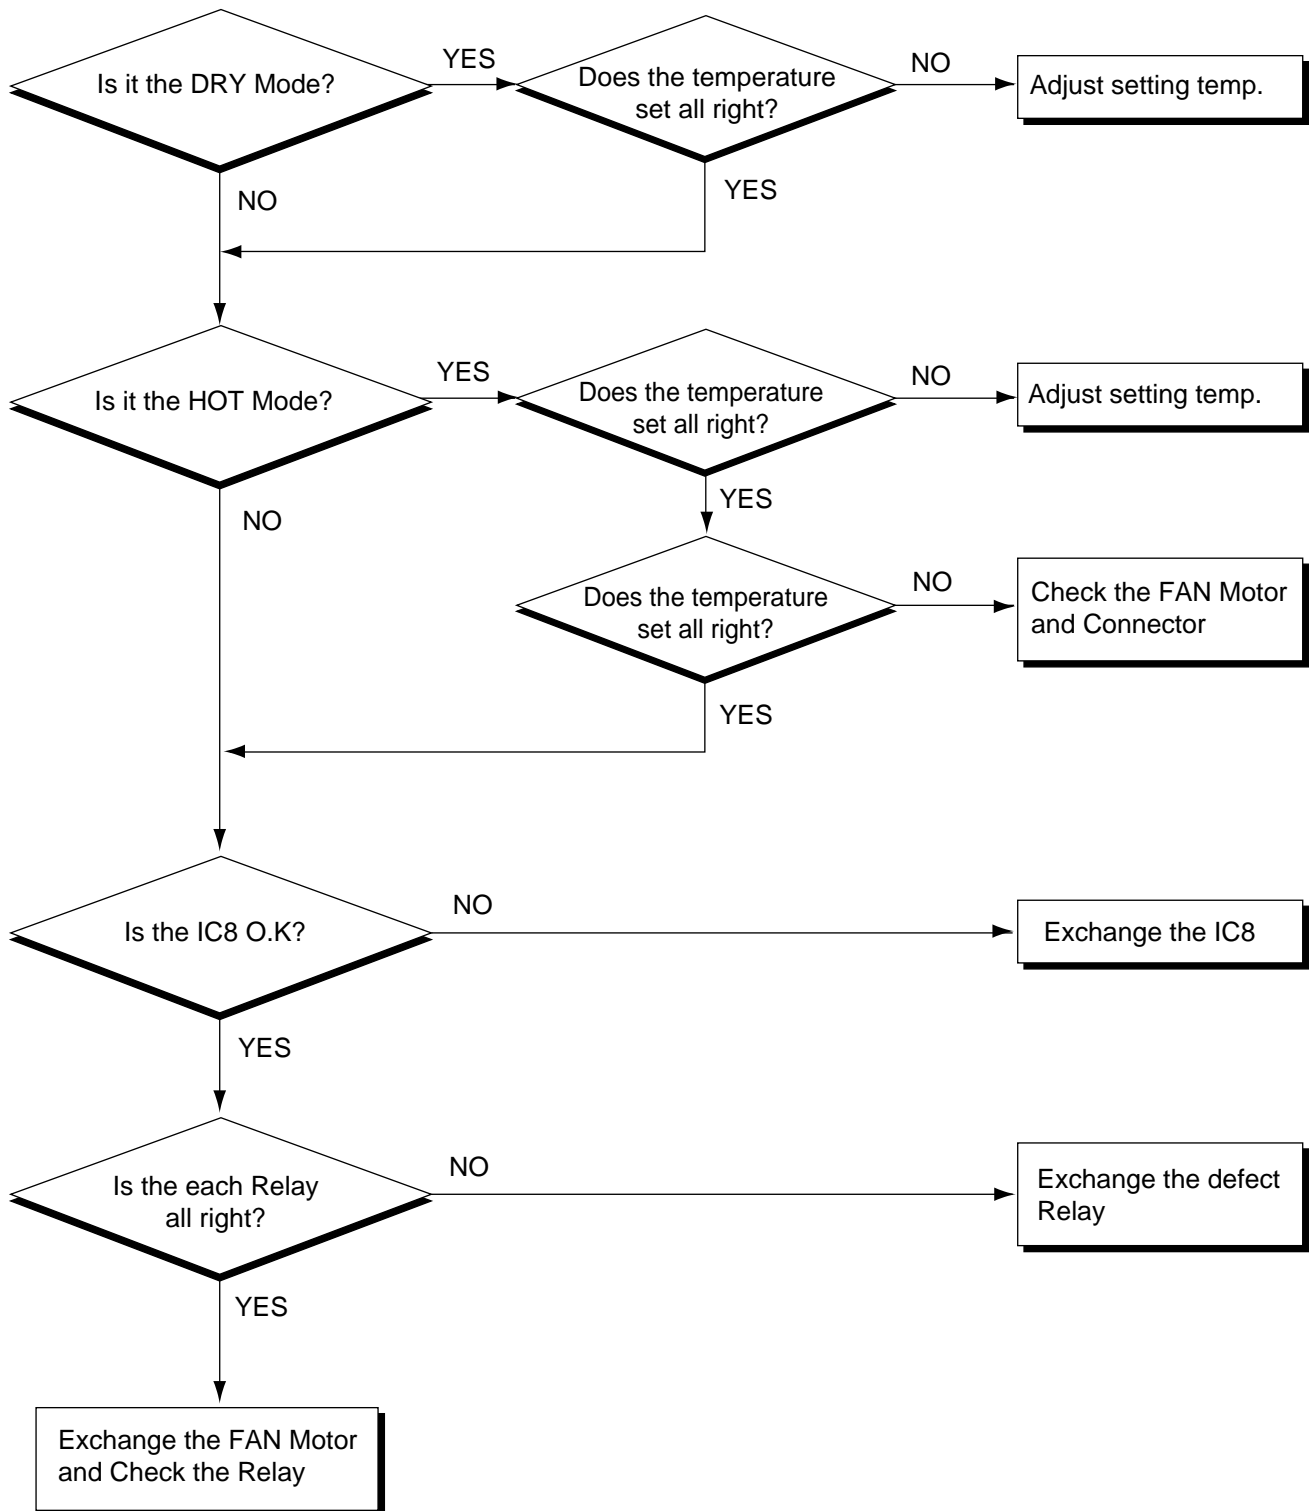 Is it the DRY Mode?
YES
Does the temperature
set all right?
NO
Adjust setting temp.
NO
YES
Is it the HOT Mode?
YES
Does the temperature
set all right?
NO
Adjust setting temp.
NO
YES
Does the temperature
set all right?
NO
Check the FAN Motor
and Connector
YES
Is the IC8 O.K?
NO
Exchange the IC8
YES
Is the each Relay
all right?
NO
Exchange the defect
Relay
YES
Exchange the FAN Motor
and Check the Relay